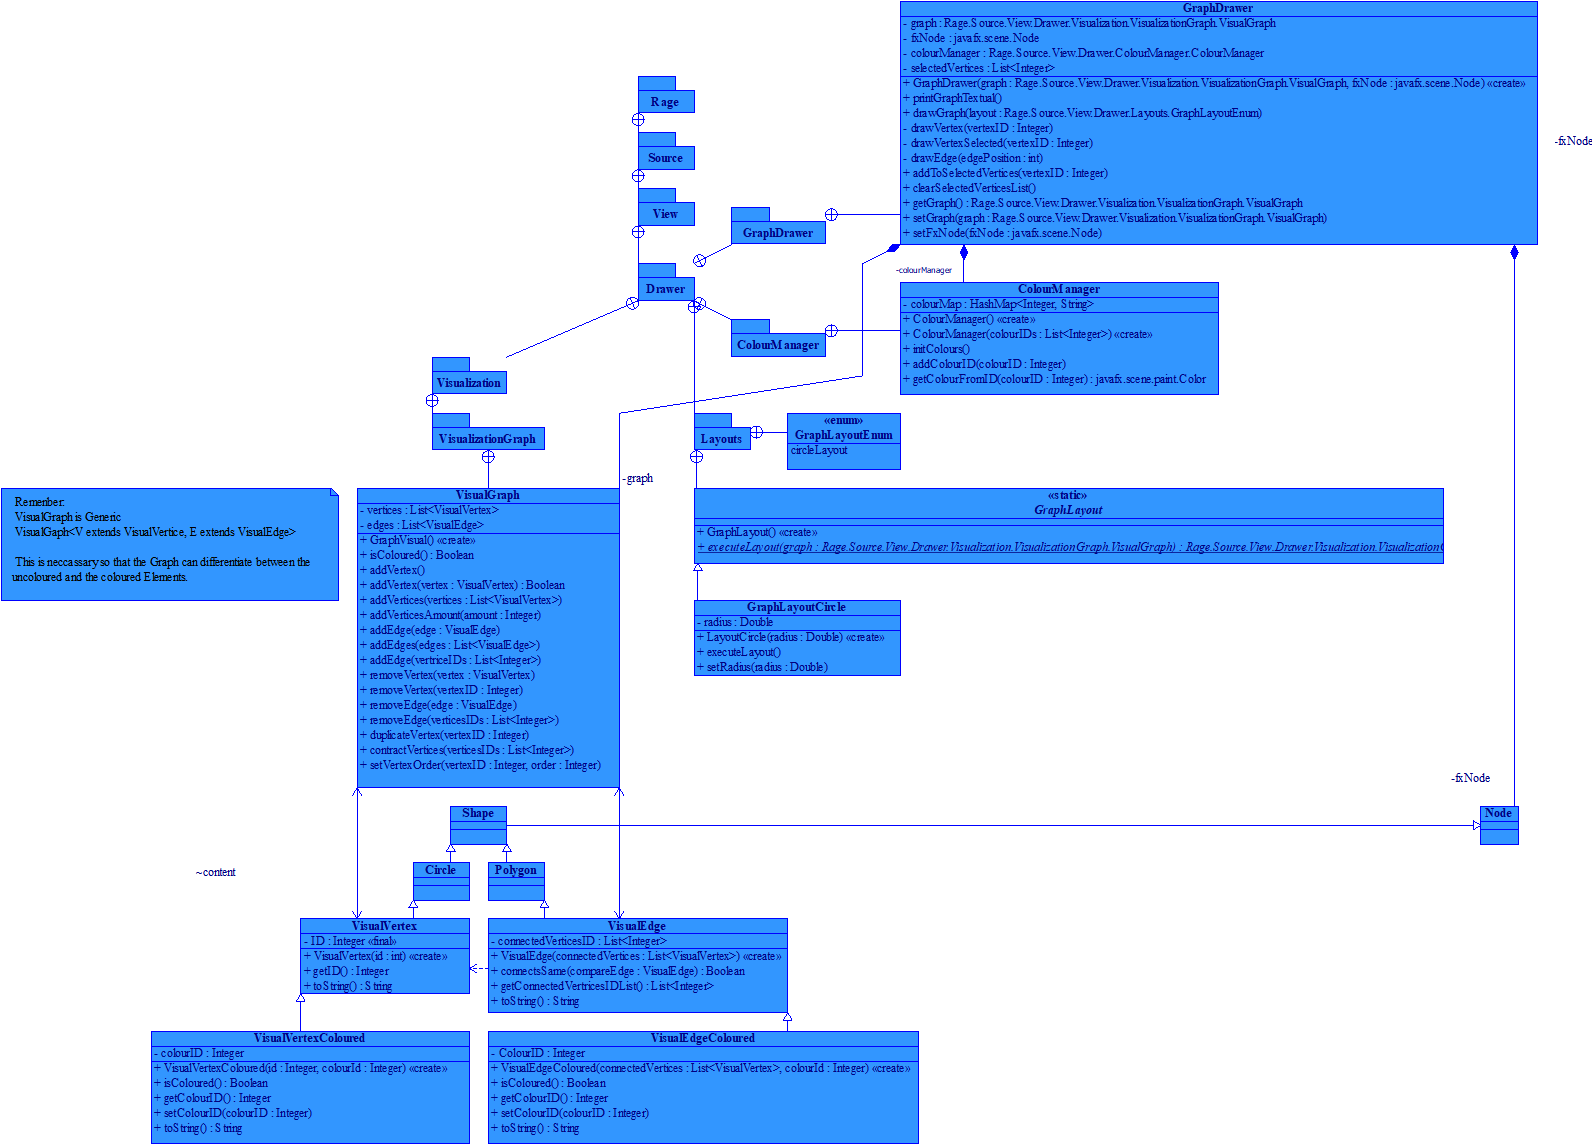 GraphDrawer
- graph : Rage.Source.View.Drawer.Visualization.VisualizationGraph.VisualGraph
- fxNode : javafx.scene.Node
- colourManager : Rage.Source.View.Drawer.ColourManager.ColourManager
- selectedVertices : List<Integer>
+ GraphDrawer(graph : Rage.Source.View.Drawer.Visualization.VisualizationGraph.VisualGraph, fxNode : javafx.scene.Node) «create»
+ printGraphTextual()
+ drawGraph(layout : Rage.Source.View.Drawer.Layouts.GraphLayoutEnum)
- drawVertex(vertexID : Integer)
- drawVertexSelected(vertexID : Integer)
- drawEdge(edgePosition : int)
+ addToSelectedVertices(vertexID : Integer)
+ clearSelectedVerticesList()
+ getGraph() : Rage.Source.View.Drawer.Visualization.VisualizationGraph.VisualGraph
+ setGraph(graph : Rage.Source.View.Drawer.Visualization.VisualizationGraph.VisualGraph)
+ setFxNode(fxNode : javafx.scene.Node)
-fxNode
Rage
Source
View
GraphDrawer
Drawer
ColourManager
-colourManager
ColourManager
- colourMap : HashMap<Integer, String>
+ ColourManager() «create»
+ ColourManager(colourIDs : List<Integer>) «create»
+ initColours()
+ addColourID(colourID : Integer)
+ getColourFromID(colourID : Integer) : javafx.scene.paint.Color
Visualization
VisualizationGraph
Layouts
«enum»
GraphLayoutEnum
circleLayout
-graph
Remenber:
VisualGraph is Generic
VisualGaph<V extends VisualVertice, E extends VisualEdge>
This is neccassary so that the Graph can differentiate between the
uncoloured and the coloured Elements.
VisualGraph
- vertices : List<VisualVertex>
- edges : List<VisualEdge>
+ GraphVisual() «create»
+ isColoured() : Boolean
+ addVertex()
+ addVertex(vertex : VisualVertex) : Boolean
+ addVertices(vertices : List<VisualVertex>)
+ addVerticesAmount(amount : Integer)
+ addEdge(edge : VisualEdge)
+ addEdges(edges : List<VisualEdge>)
+ addEdge(vertriceIDs : List<Integer>)
+ removeVertex(vertex : VisualVertex)
+ removeVertex(vertexID : Integer)
+ removeEdge(edge : VisualEdge)
+ removeEdge(verticesIDs : List<Integer>)
+ duplicateVertex(vertexID : Integer)
+ contractVertices(verticesIDs : List<Integer>)
+ setVertexOrder(vertexID : Integer, order : Integer)
«static»
GraphLayout
+ GraphLayout() «create»
+ executeLayout(graph : Rage.Source.View.Drawer.Visualization.VisualizationGraph.VisualGraph) : Rage.Source.View.Drawer.Visualization.Visualization
GraphLayoutCircle
- radius : Double
+ LayoutCircle(radius : Double) «create»
+ executeLayout()
+ setRadius(radius : Double)
-fxNode
Shape
Node
Circle
Polygon
~content
VisualVertex
- ID : Integer «final»
+ VisualVertex(id : int) «create»
+ getID() : Integer
+ toString() : String
VisualEdge
- connectedVerticesID : List<Integer>
+ VisualEdge(connectedVertices : List<VisualVertex>) «create»
+ connectsSame(compareEdge : VisualEdge) : Boolean
+ getConnectedVertricesIDList() : List<Integer>
+ toString() : String
VisualVertexColoured
- colourID : Integer
+ VisualVertexColoured(id : Integer, colourId : Integer) «create»
+ isColoured() : Boolean
+ getColourID() : Integer
+ setColourID(colourID : Integer)
+ toString() : String
VisualEdgeColoured
- ColourID : Integer
+ VisualEdgeColoured(connectedVertices : List<VisualVertex>, colourId : Integer) «create»
+ isColoured() : Boolean
+ getColourID() : Integer
+ setColourID(colourID : Integer)
+ toString() : String